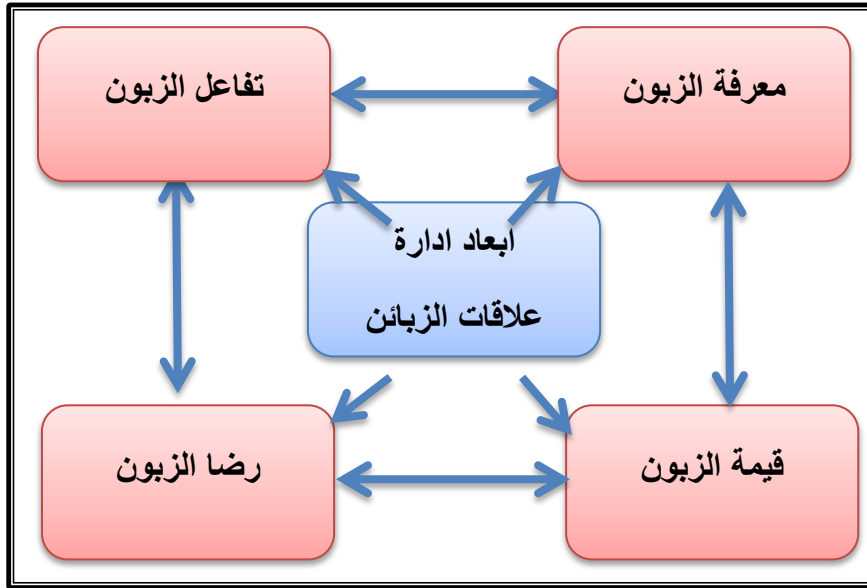 معرفة الزبون
تفاعل الزبون
ابعاد ادارة
علاقات الزبائن
قيمة الزبون
رضا الزبون